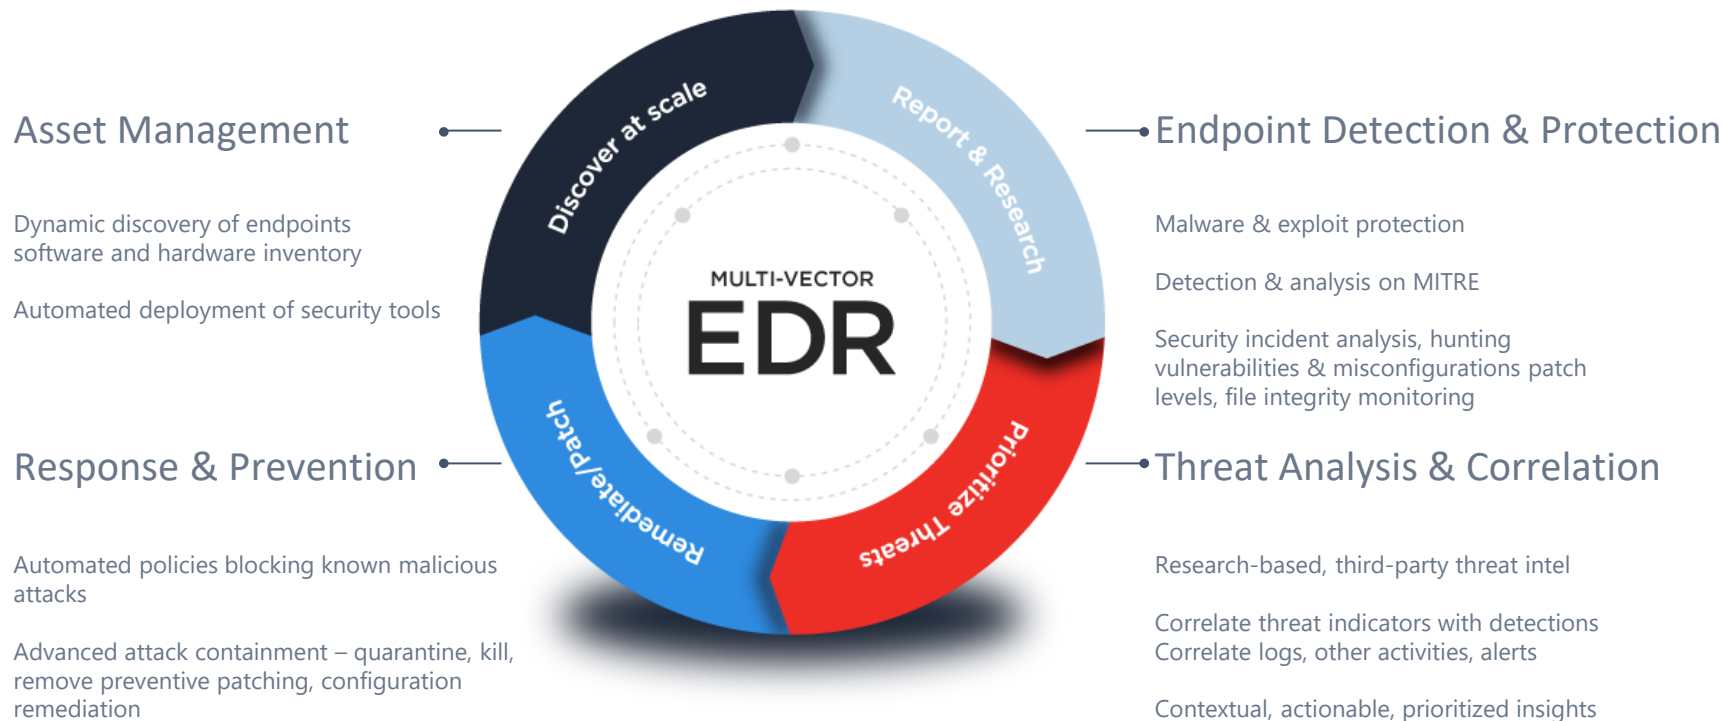 Asset Management
Dynamic discovery of endpoints
software and hardware inventory
Automated deployment of security tools
Response & Prevention
Automated policies blocking known malicious
attacks
Advanced attack containment – quarantine, kill,
remove preventive patching, configuration
remediation
Discover at scale
Report & Research
Prioritize Threats
Remediate/Patch
MULTI-VECTOR
EDR
Endpoint Detection & Protection
Malware & exploit protection
Detection & analysis on MITRE
Security incident analysis, hunting
vulnerabilities & misconfigurations patch
levels, file integrity monitoring
Threat Analysis & Correlation
Research-based, third-party threat intel
Correlate threat indicators with detections
Correlate logs, other activities, alerts
Contextual, actionable, prioritized insights